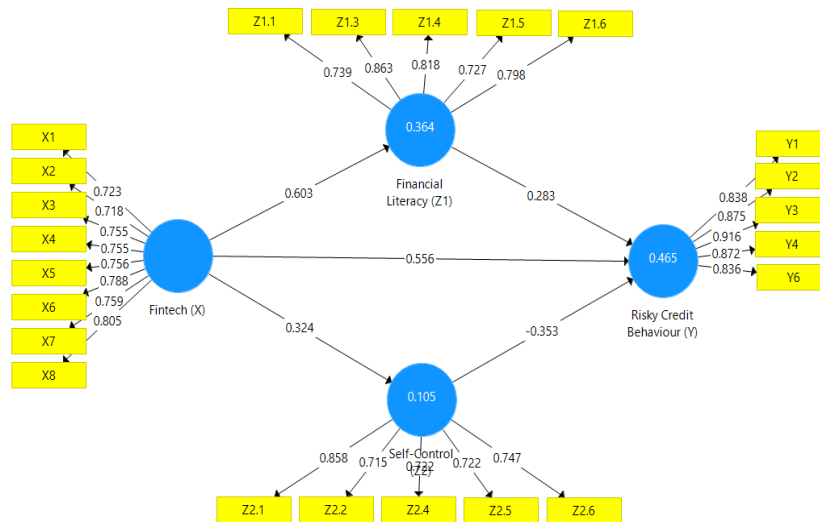 Z1.1
Z1.3
Z1.4
Z1.5
Z1.6
0.739
0.863
0.818
0.727
0.798
0.364
Financial
Literacy (Z1)
X1
X2
X3
X4
X5
X6
X7
X8
0.723
0.718
0.755
0.755
0.756
0.788
0.759
0.805
Fintech (X)
0.603
0.283
0.556
0.324
-0.353
Y1
Y2
Y3
Y4
Y6
0.838
0.875
0.916
0.872
0.836
0.465
Risky Credit
Behaviour (Y)
0.105
Self-Control
(Z2)
0.858
0.715
0.722
0.747
Z2.1
Z2.2
Z2.4
Z2.5
Z2.6